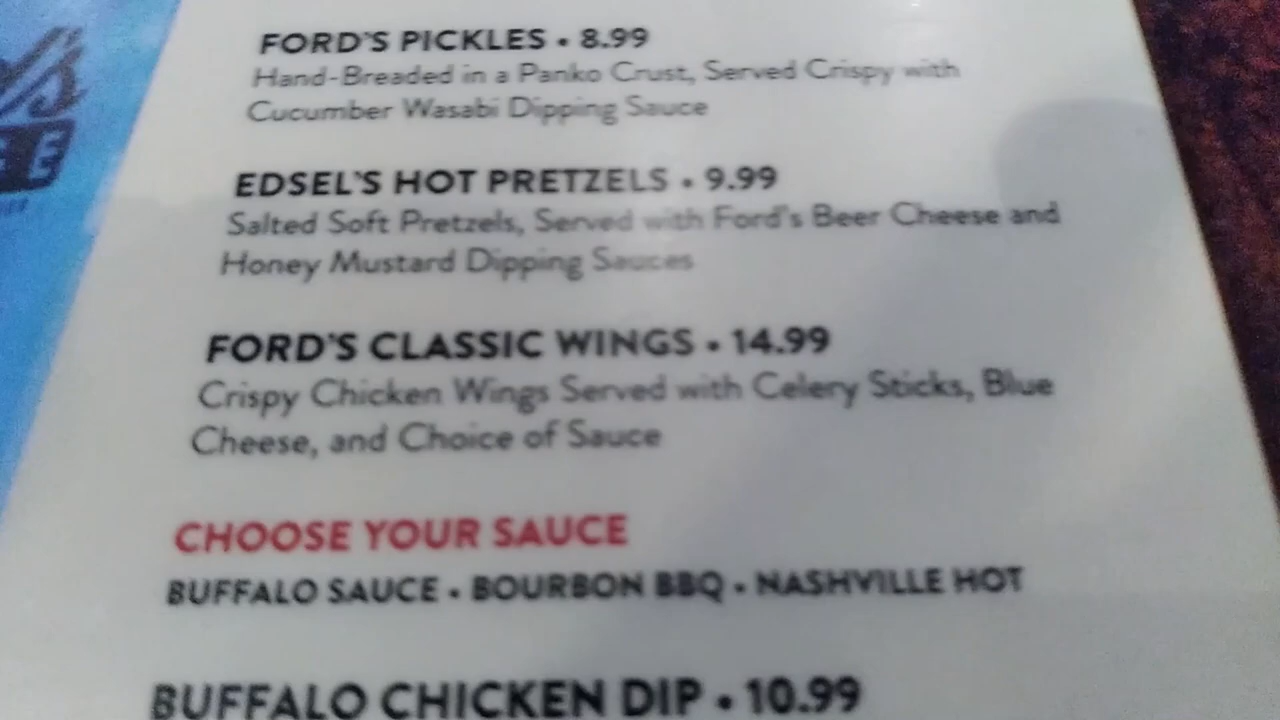 FORD'S PICKLES • 8.99
Hand-Breaded in a Panko Crust, Served Crispy with
Cucumber Wasabi Dipping Sauce
EDSEL'S HOT PRETZELS • 9.99
Salted Soft Pretzels, Served with Ford's Beer Cheese and
Honey Mustard Dipping Sauces
FORD'S CLASSIC WINGS • 14.99
Crispy Chicken Wings Served with Celery Sticks, Blue
Cheese, and Choice of Sauce
CHOOSE YOUR SAUCE
BUFFALO SAUCE • BOURBON BBQ • NASHVILLE HOT
BUFFALO CHICKEN DIP • 10.99